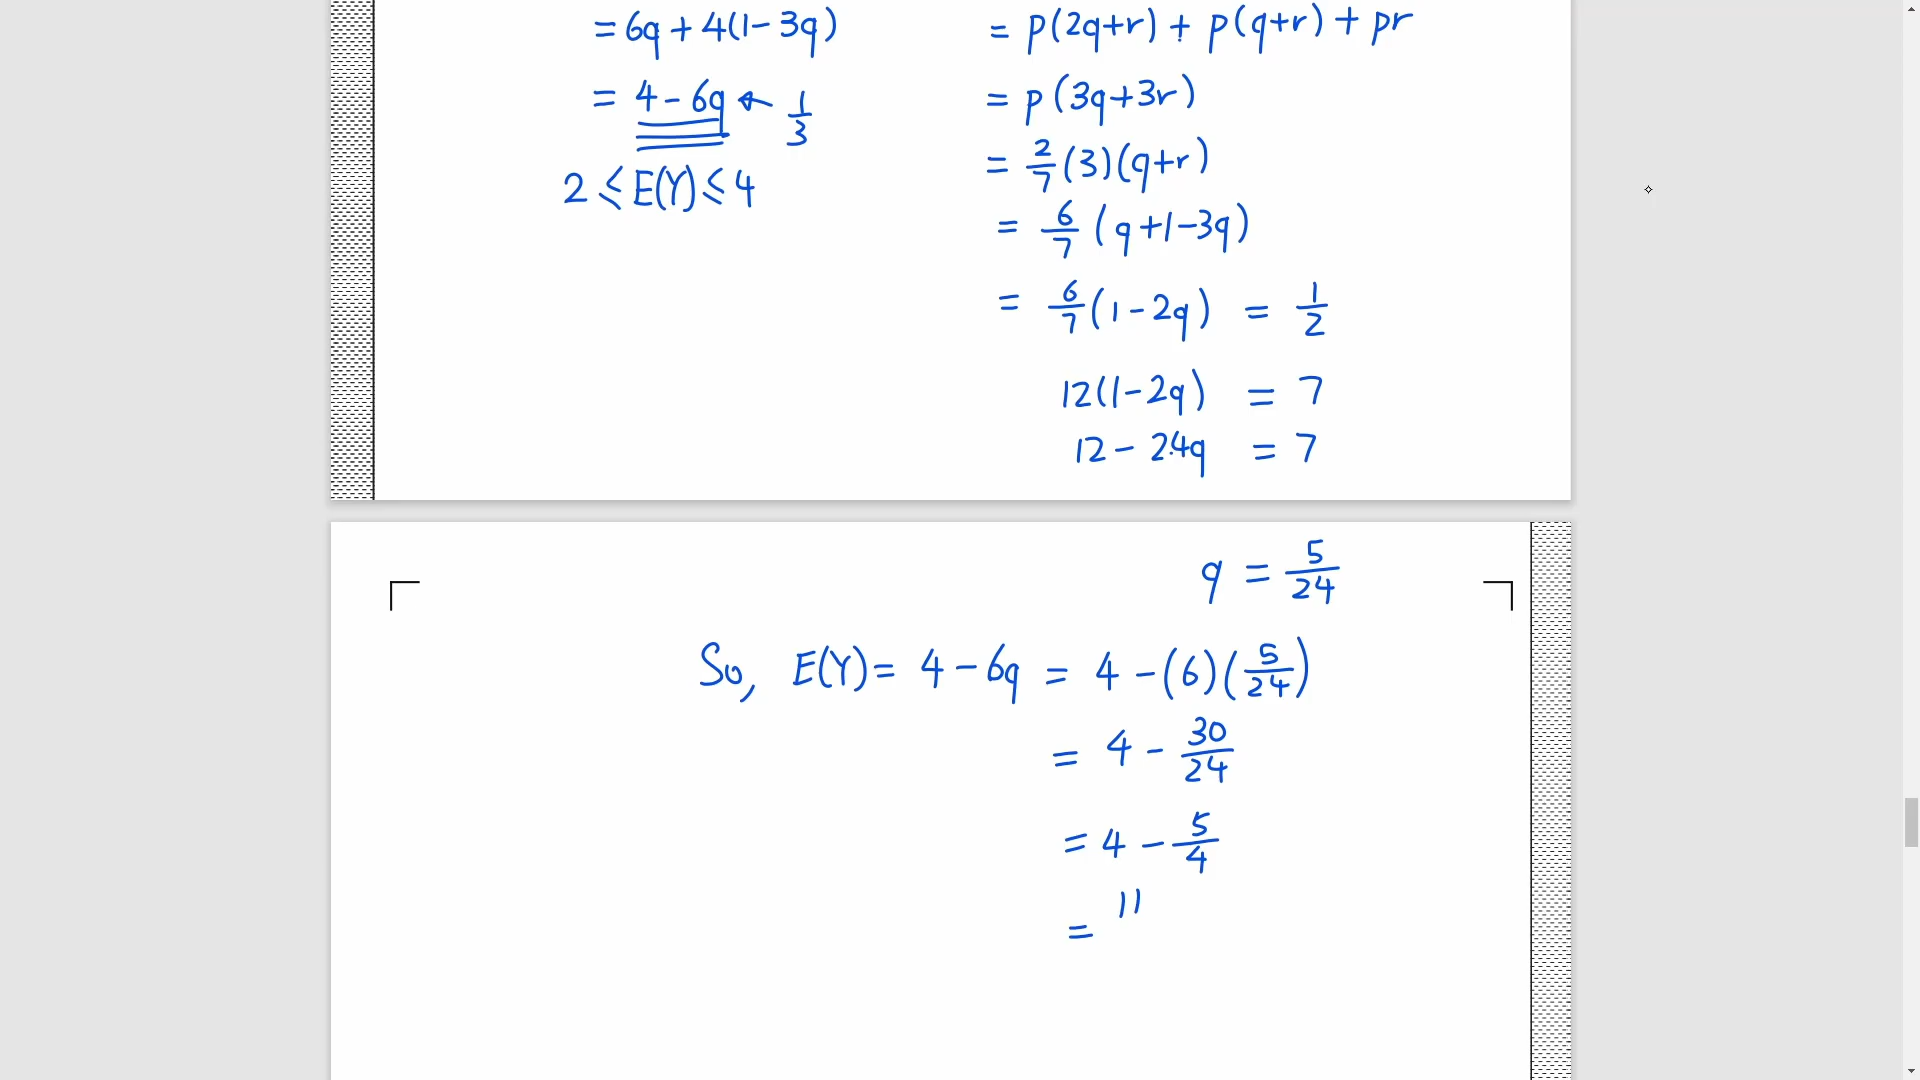 = 6q + 4(1 - 3q)
= 4 - 6q ← 1/3
2 ≤ E(Y) ≤ 4
= p(2q+r) + p(q+r) + pr
= p(3q+3r)
= 2/7 (3)(q+r)
= 6/7 (q+1-3q)
= 6/7 (1-2q) = 1/2
12(1-2q) = 7
12 - 24q = 7
q = 5/24
So, E(Y) = 4 - 6q = 4 - (6)(5/24)
= 4 - 30/24
= 4 - 5/4
= 11